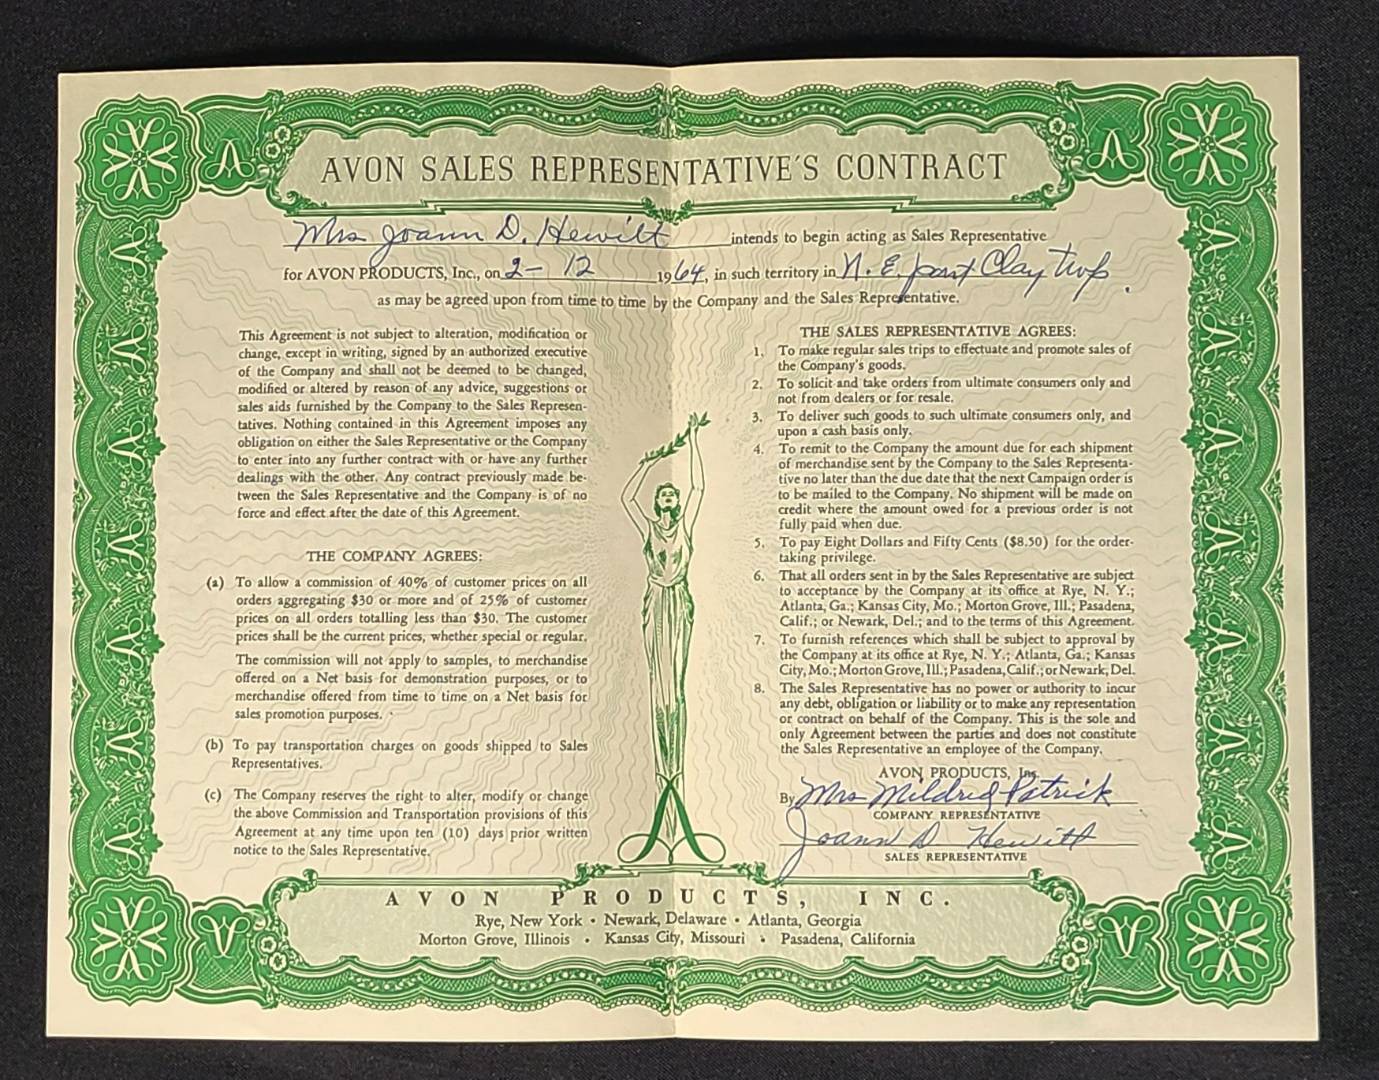 AVON SALES REPRESENTATIVE'S CONTRACT
Mrs Joann D. Hewitt intends to begin acting as Sales Representative
for AVON PRODUCTS, Inc., on 2-12 1964, in such territory in N. E. part Clay Twp.
as may be agreed upon from time to time by the Company and the Sales Representative.
This Agreement is not subject to alteration, modification or
change, except in writing, signed by an authorized executive
of the Company and shall not be deemed to be changed,
modified or altered by reason of any advice, suggestions or
sales aids furnished by the Company to the Sales Represen-
tatives. Nothing contained in this Agreement imposes any
obligation on either the Sales Representative or the Company
to enter into any further contract with or have any further
dealings with the other. Any contract previously made be-
tween the Sales Representative and the Company is of no
force and effect after the date of this Agreement.
THE COMPANY AGREES:
(a) To allow a commission of 40% of customer prices on all
orders aggregating $30 or more and of 25% of customer
prices on all orders totalling less than $30. The customer
prices shall be the current prices, whether special or regular.
The commission will not apply to samples, to merchandise
offered on a Net basis for demonstration purposes, or to
merchandise offered from time to time on a Net basis for
sales promotion purposes.
(b) To pay transportation charges on goods shipped to Sales
Representatives.
(c) The Company reserves the right to alter, modify or change
the above Commission and Transportation provisions of this
Agreement at any time upon ten (10) days prior written
notice to the Sales Representative.
THE SALES REPRESENTATIVE AGREES:
1. To make regular sales trips to effectuate and promote sales of
the Company's goods.
2. To solicit and take orders from ultimate consumers only and
not from dealers or for resale.
3. To deliver such goods to such ultimate consumers only, and
upon a cash basis only.
4. To remit to the Company the amount due for each shipment
of merchandise sent by the Company to the Sales Representa-
tive no later than the due date that the next Campaign order is
to be mailed to the Company. No shipment will be made on
credit where the amount owed for a previous order is not
fully paid when due.
5. To pay Eight Dollars and Fifty Cents ($8.50) for the order-
taking privilege.
6. That all orders sent in by the Sales Representative are subject
to acceptance by the Company at its office at Rye, N. Y.;
Atlanta, Ga.; Kansas City, Mo.; Morton Grove, Ill.; Pasadena,
Calif.; or Newark, Del.; and to the terms of this Agreement.
7. To furnish references which shall be subject to approval by
the Company at its office at Rye, N. Y.; Atlanta, Ga.; Kansas
City, Mo.; Morton Grove, Ill.; Pasadena, Calif.; or Newark, Del.
8. The Sales Representative has no power or authority to incur
any debt, obligation or liability or to make any representation
or contract on behalf of the Company. This is the sole and
only Agreement between the parties and does not constitute
the Sales Representative an employee of the Company.
AVON PRODUCTS, Inc.
By Mrs Mildred Patrick
COMPANY REPRESENTATIVE
Joann D Hewitt
SALES REPRESENTATIVE
AVON PRODUCTS, INC.
Rye, New York • Newark, Delaware • Atlanta, Georgia
Morton Grove, Illinois • Kansas City, Missouri • Pasadena, California